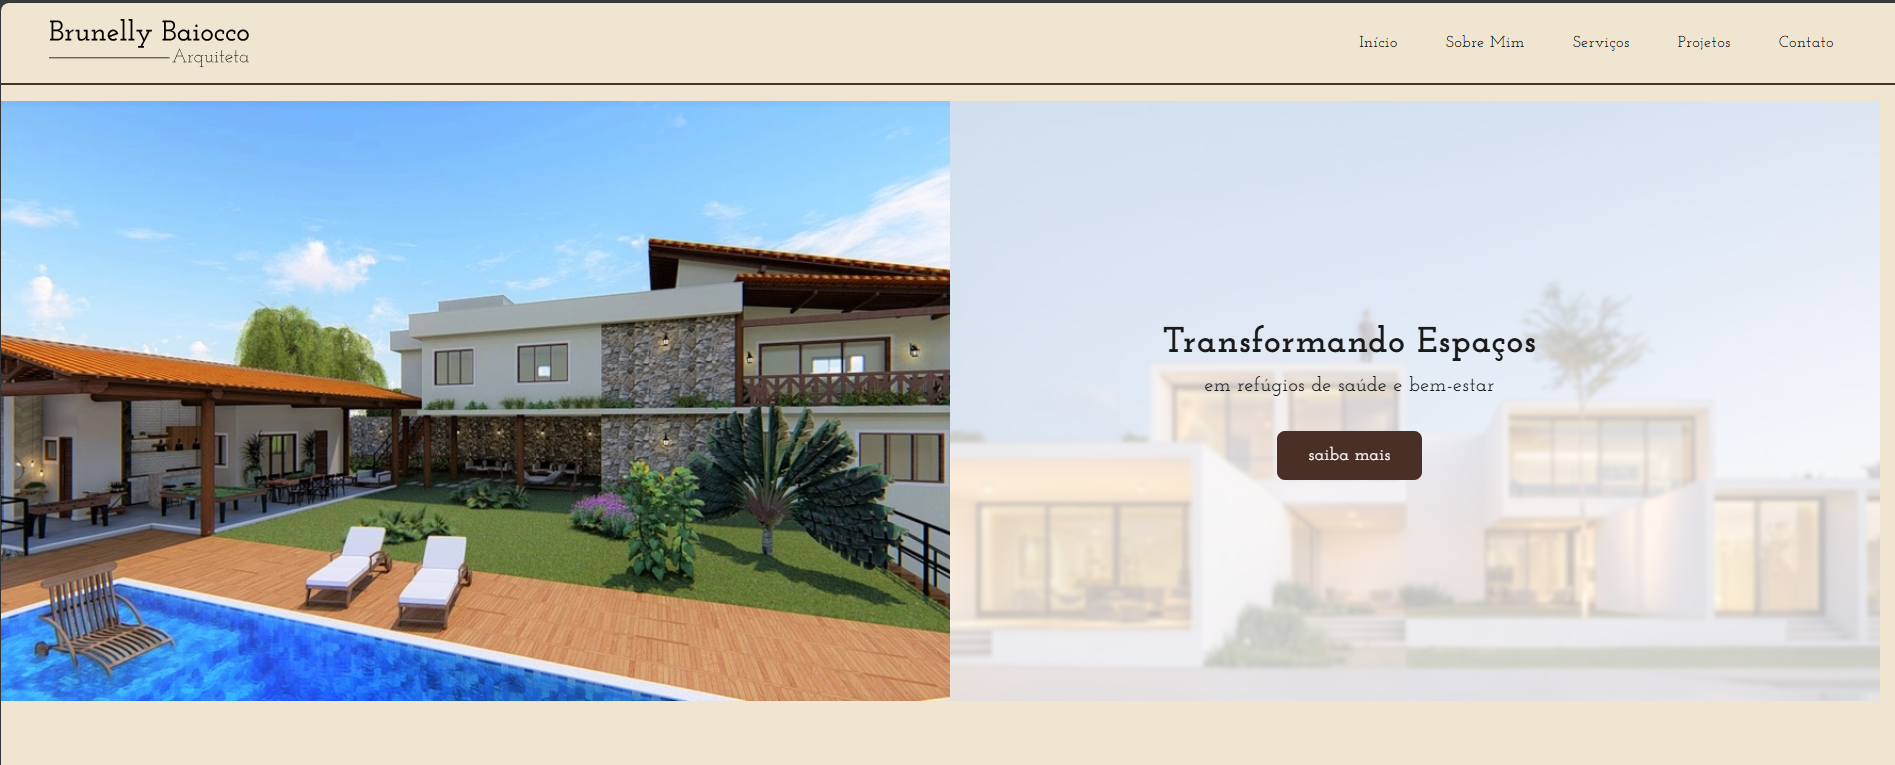 Brunelly Baiocco
Arquiteta
Início Sobre Mim Serviços Projetos Contato
Transformando Espaços
em refúgios de saúde e bem-estar
saiba mais